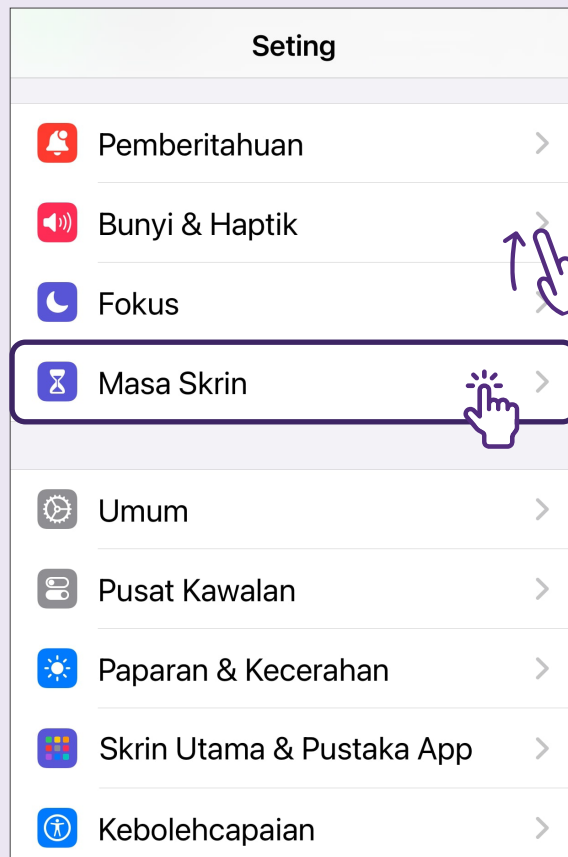 Seting
Pemberitahuan
Bunyi & Haptik
Fokus
Masa Skrin
Umum
Pusat Kawalan
Paparan & Kecerahan
Skrin Utama & Pustaka App
Kebolehcapaian